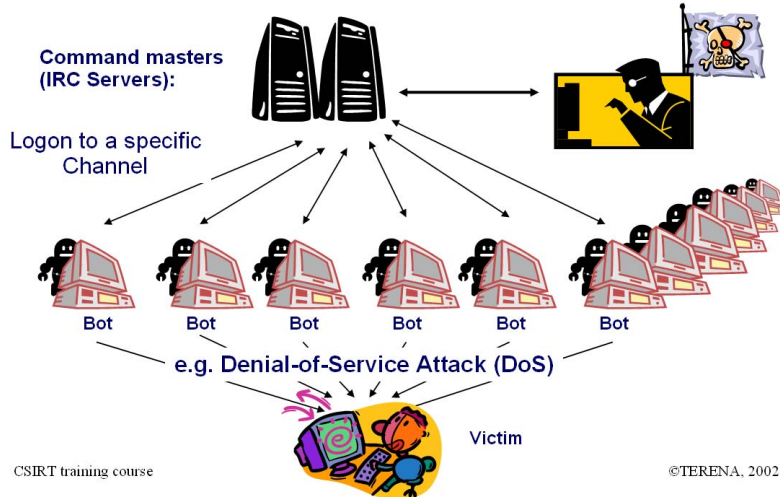 Command masters
(IRC Servers):
Logon to a specific
Channel
Bot
Bot
Bot
Bot
Bot
Bot
e.g. Denial-of-Service Attack (DoS)
Victim
CSIRT training course
©TERENA, 2002